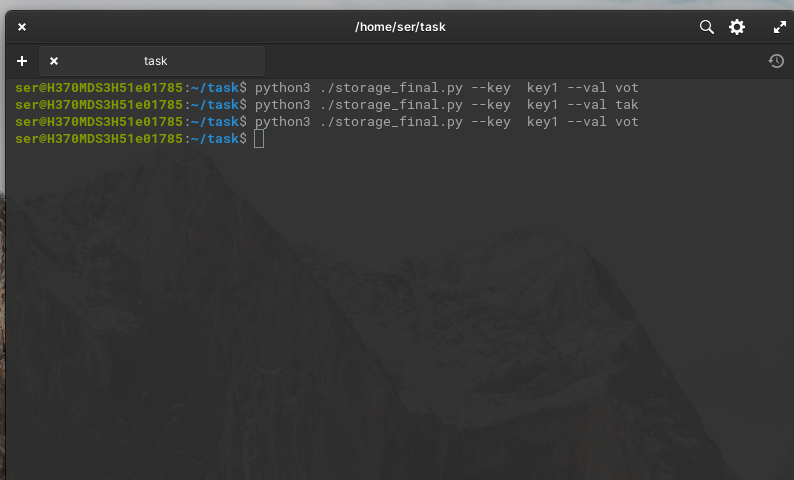 /home/ser/task
task
ser@H370MDS3H51e01785:~/task$ python3 ./storage_final.py --key  key1 --val vot
ser@H370MDS3H51e01785:~/task$ python3 ./storage_final.py --key  key1 --val tak
ser@H370MDS3H51e01785:~/task$ python3 ./storage_final.py --key  key1 --val vot
ser@H370MDS3H51e01785:~/task$